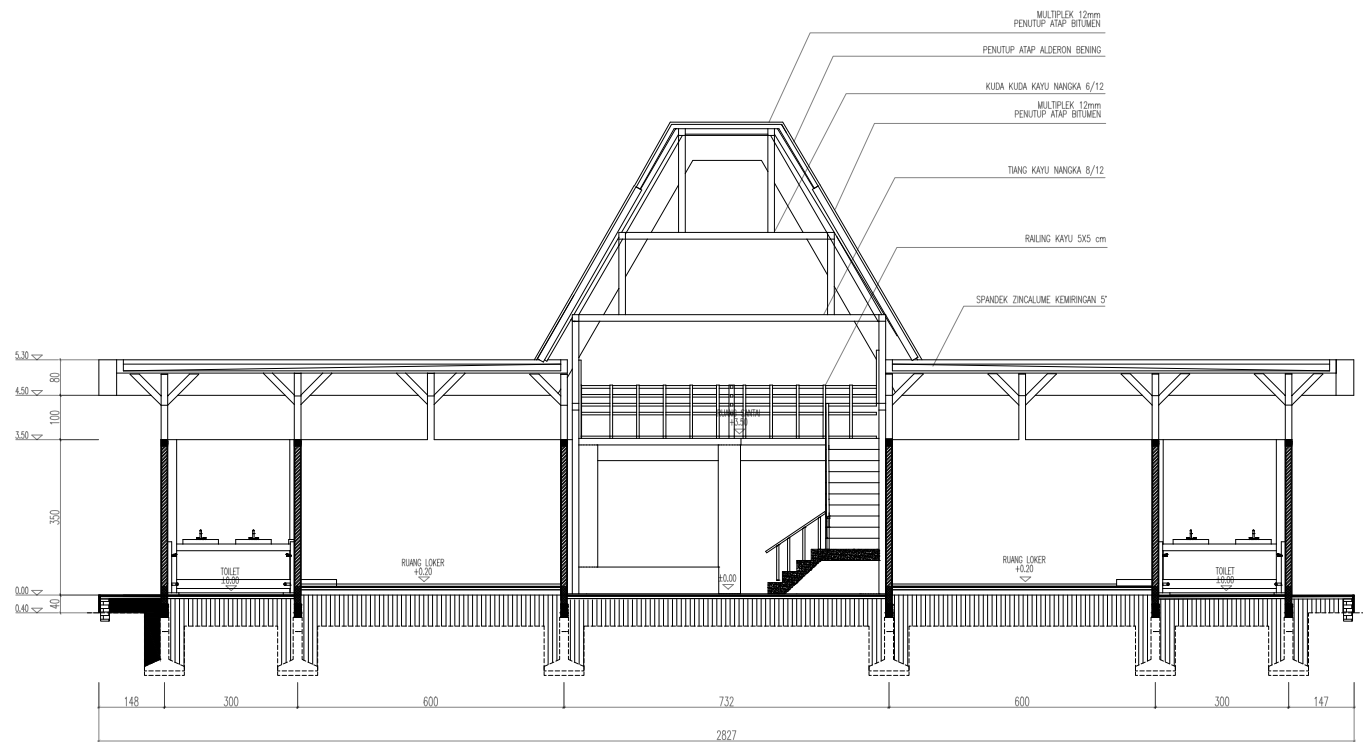 MULTIPLEK 12mm
PENUTUP ATAP BITUMEN
PENUTUP ATAP ALDERON BENING
KUDA KUDA KAYU NANGKA 6/12
MULTIPLEK 12mm
PENUTUP ATAP BITUMEN
TIANG KAYU NANGKA 8/12
RAILING KAYU 5X5 cm
SPANDEK ZINCALUME KEMIRINGAN 5°
5.30
80
4.50
100
3.50
350
0.00
40
0.40
RUANG SANTAI
+3.50
TOILET
±0.00
RUANG LOKER
+0.20
±0.00
RUANG LOKER
+0.20
TOILET
±0.00
148 300 600 732 600 300 147
2827